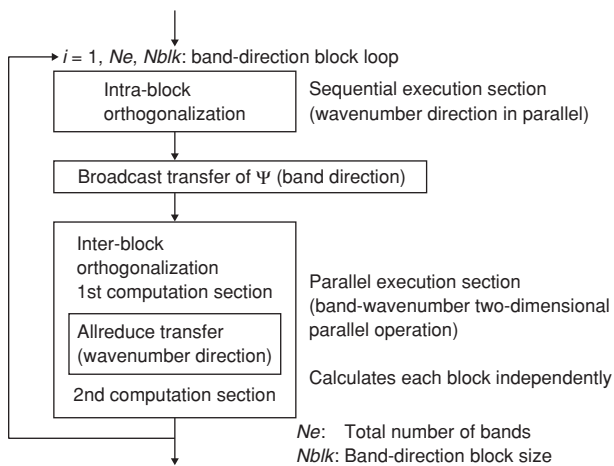 i = 1, Ne, Nblk: band-direction block loop
Intra-block
orthogonalization
Sequential execution section
(wavenumber direction in parallel)
Broadcast transfer of Ψ (band direction)
Inter-block
orthogonalization
1st computation section
Allreduce transfer
(wavenumber direction)
2nd computation section
Parallel execution section
(band-wavenumber two-dimensional
parallel operation)
Calculates each block independently
Ne: Total number of bands
Nblk: Band-direction block size